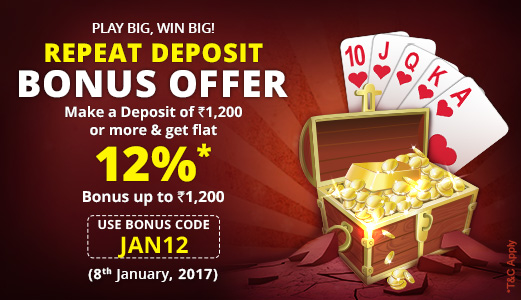 PLAY BIG, WIN BIG!
REPEAT DEPOSIT
BONUS OFFER
Make a Deposit of ₹1,200
or more & get flat
12%*
Bonus up to ₹1,200
USE BONUS CODE
JAN12
(8th January, 2017)
10 J Q K A
*T&C Apply